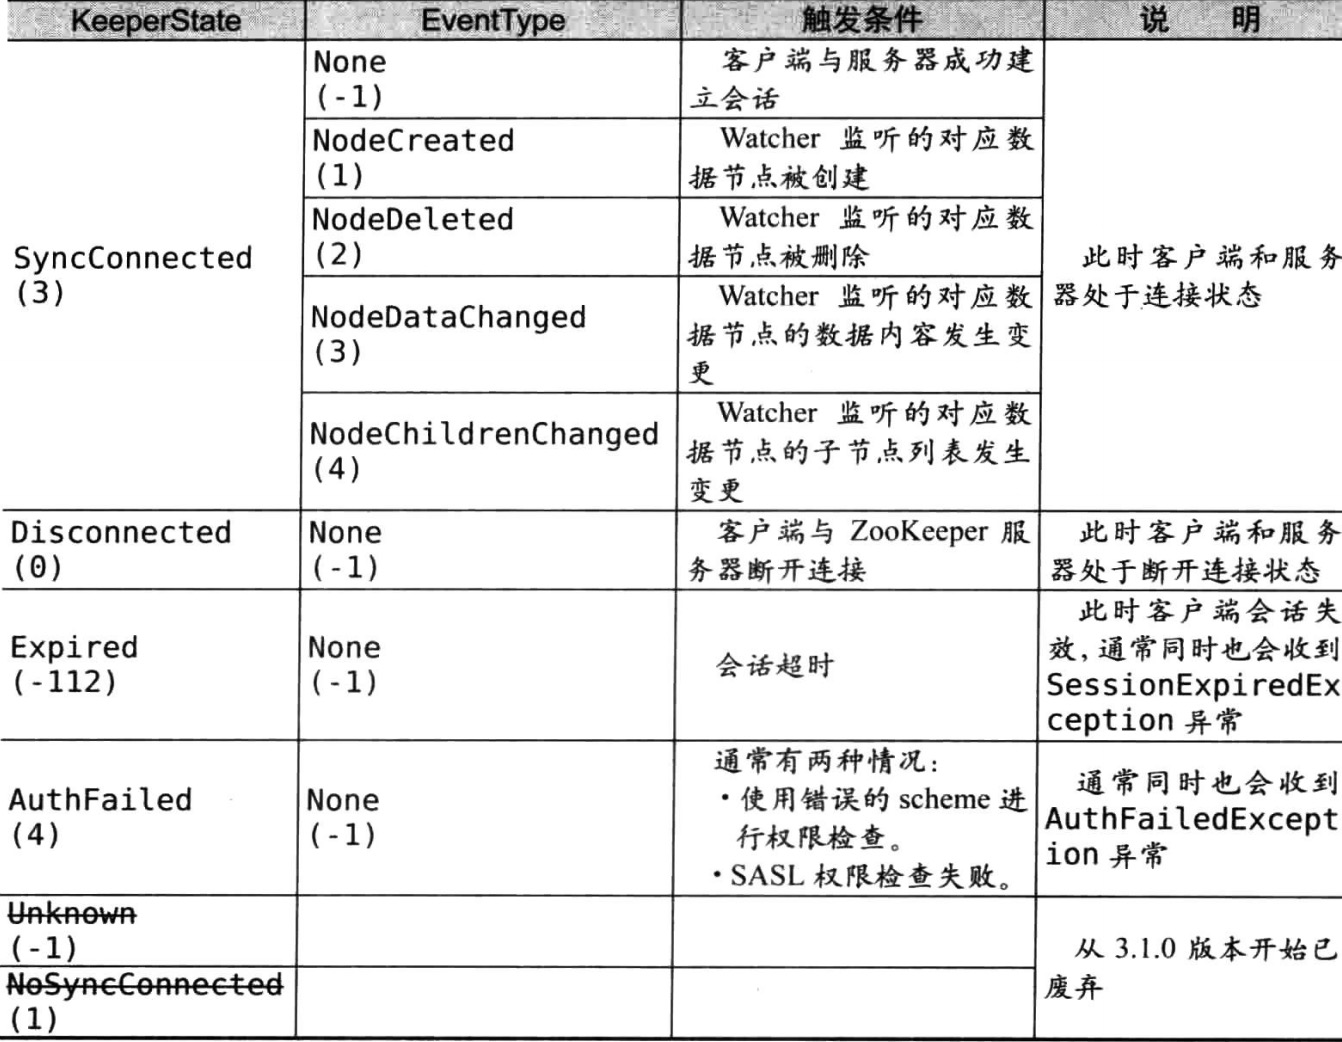 KeeperState EventType 触发条件 说 明
SyncConnected
(3)
None
(-1)
客户端与服务器成功建
立会话
NodeCreated
(1)
Watcher 监听的对应数
据节点被创建
NodeDeleted
(2)
Watcher 监听的对应数
据节点被删除
NodeDataChanged
(3)
Watcher 监听的对应数
据节点的数据内容发生变
更
NodeChildrenChanged
(4)
Watcher 监听的对应数
据节点的子节点列表发生
变更
此时客户端和服务
器处于连接状态
Disconnected
(0)
None
(-1)
客户端与 ZooKeeper 服
务器断开连接
此时客户端和服务
器处于断开连接状态
Expired
(-112)
None
(-1)
会话超时
此时客户端会话失
效,通常同时也会收到
SessionExpiredEx
ception 异常
AuthFailed
(4)
None
(-1)
通常有两种情况:
·使用错误的 scheme 进
行权限检查。
·SASL 权限检查失败。
通常同时也会收到
AuthFailedExcept
ion 异常
Unknown
(-1)
NoSyncConnected
(1)
从 3.1.0 版本开始已
废弃